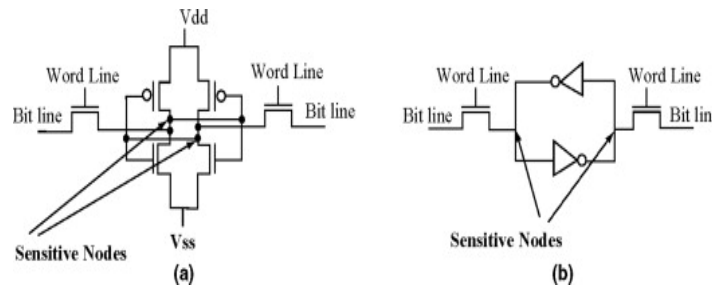 Vdd
Word Line
Bit line
Word Line
Bit line
Sensitive Nodes
Vss
(a)
Word Line
Bit line
Word Line
Bit lin
Sensitive Nodes
(b)